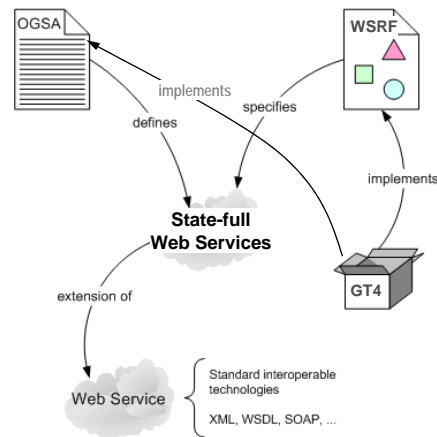 OGSA
WSRF
implements
specifies
defines
implements
State-full
Web Services
GT4
extension of
Standard interoperable
technologies
Web Service
XML, WSDL, SOAP, ...